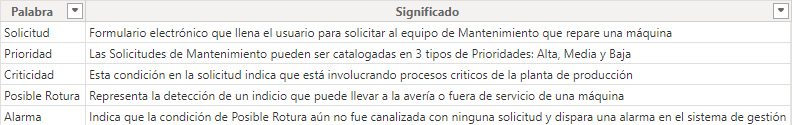 Palabra Significado
Solicitud Formulario electrónico que llena el usuario para solicitar al equipo de Mantenimiento que repare una máquina
Prioridad Las Solicitudes de Mantenimiento pueden ser catalogadas en 3 tipos de Prioridades: Alta, Media y Baja
Criticidad Esta condición en la solicitud indica que está involucrando procesos criticos de la planta de producción
Posible Rotura Representa la detección de un indicio que puede llevar a la avería o fuera de servicio de una máquina
Alarma Indica que la condición de Posible Rotura aún no fue canalizada con ninguna solicitud y dispara una alarma en el sistema de gestión